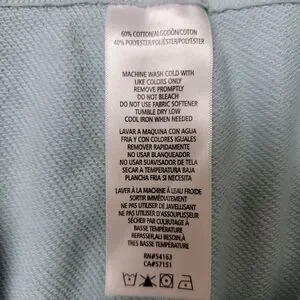 60% COTTON/ALGODÓN/COTON
40% POLYESTER/POLIÉSTER/POLYESTER
MACHINE WASH COLD WITH
LIKE COLORS ONLY
REMOVE PROMPTLY
DO NOT BLEACH
DO NOT USE FABRIC SOFTENER
TUMBLE DRY LOW
COOL IRON WHEN NEEDED
LAVAR A MAQUINA CON AGUA
FRIA Y CON COLORES IGUALES
REMOVER RAPIDAMENTE
NO USAR BLANQUEADOR
NO USAR SUAVISADOR DE TELA
SECAR A TEMPERATURA BAJA
PLANCHA FRIA SI NECESITA
LAVER À LA MACHINE À L'EAU FROIDE
SORTIR IMMÉDIATEMENT
NE PAS UTILISER DE JAVELLISANT
NE PAS UTILISER D'ASSOUPLISSEUR
SÉCHER PAR CULBUTAGE À
BASSE TEMPÉRATURE
REPASSER,AU BESOIN, À
TRES BASSE TEMPÉRATURE
RN#54163
CA#57151